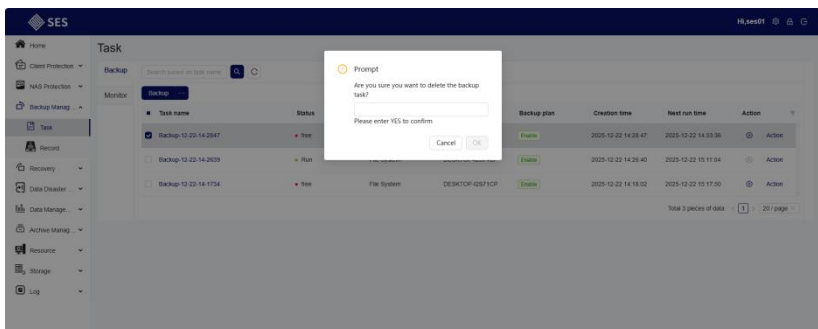 SES
Hi,ses01
Home
Task
Client Protection
Backup
Search based on task name
NAS Protection
Monitor
Backup
Backup Manag...
Task name
Status
Backup plan
Creation time
Next run time
Action
Task
Backup-12-22-14-2647
free
Enable
2025-12-22 14:26:47
2025-12-22 14:33:36
Action
Record
Backup-12-22-14-2639
Run
File System
Enable
2025-12-22 14:26:40
2025-12-22 15:11:04
Action
Recovery
Data Disaster ...
Backup-12-22-14-1734
free
File System
Enable
2025-12-22 14:18:02
2025-12-22 15:17:50
Action
Data Manage...
Total 3 pieces of data
1
20 / page
Archive Manag...
Resource
Storage
Log
Prompt
Are you sure you want to delete the backup
task?
Please enter YES to confirm
Cancel
OK